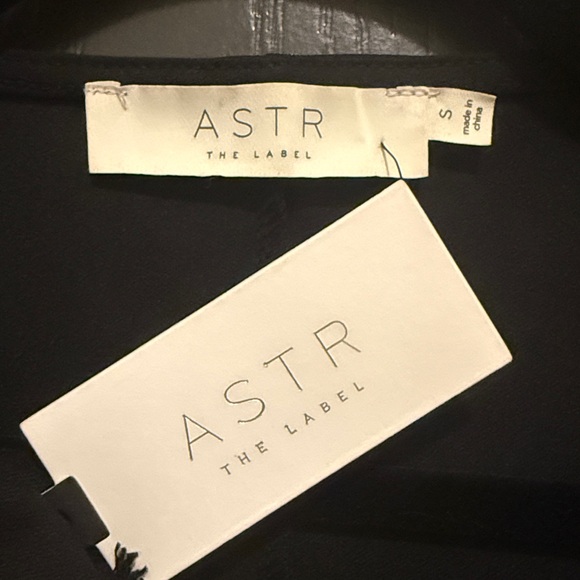 ASTR
THE LABEL
S
made in
china
ASTR
THE LABEL